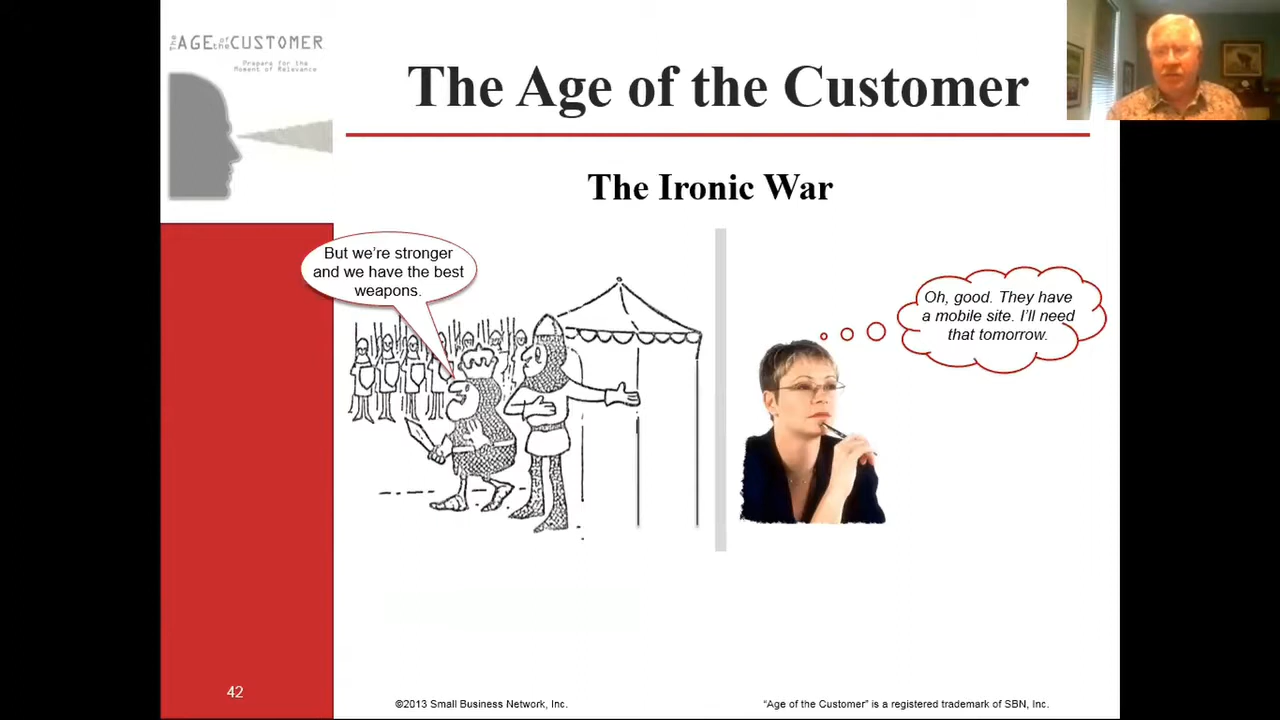 The AGE of the CUSTOMER
Prepare for the
Moment of Relevance
The Age of the Customer
The Ironic War
But we're stronger
and we have the best
weapons.
Oh, good. They have
a mobile site. I'll need
that tomorrow.
42
©2013 Small Business Network, Inc.
"Age of the Customer" is a registered trademark of SBN, Inc.